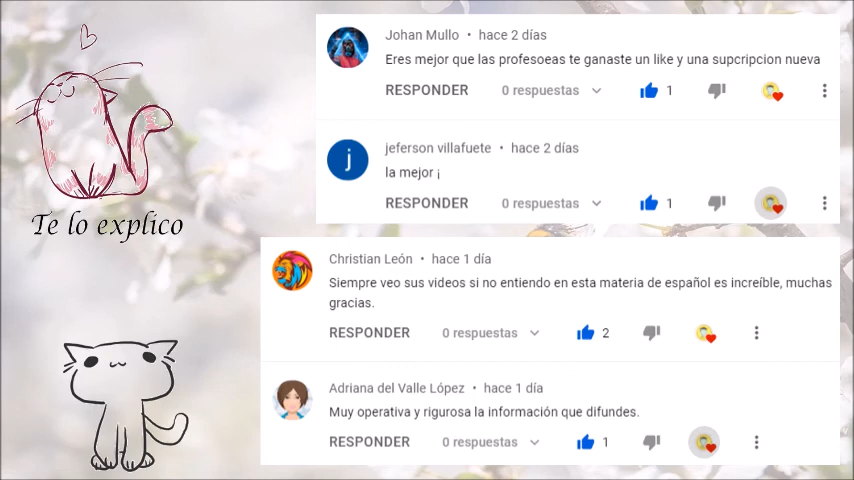 Te lo explico
Johan Mullo • hace 2 días
Eres mejor que las profesoeas te ganaste un like y una supcripcion nueva
RESPONDER 0 respuestas 1
jeferson villafuete • hace 2 días
j
la mejor ¡
RESPONDER 0 respuestas 1
Christian León • hace 1 día
Siempre veo sus videos si no entiendo en esta materia de español es increíble, muchas
gracias.
RESPONDER 0 respuestas 2
Adriana del Valle López • hace 1 día
Muy operativa y rigurosa la información que difundes.
RESPONDER 0 respuestas 1